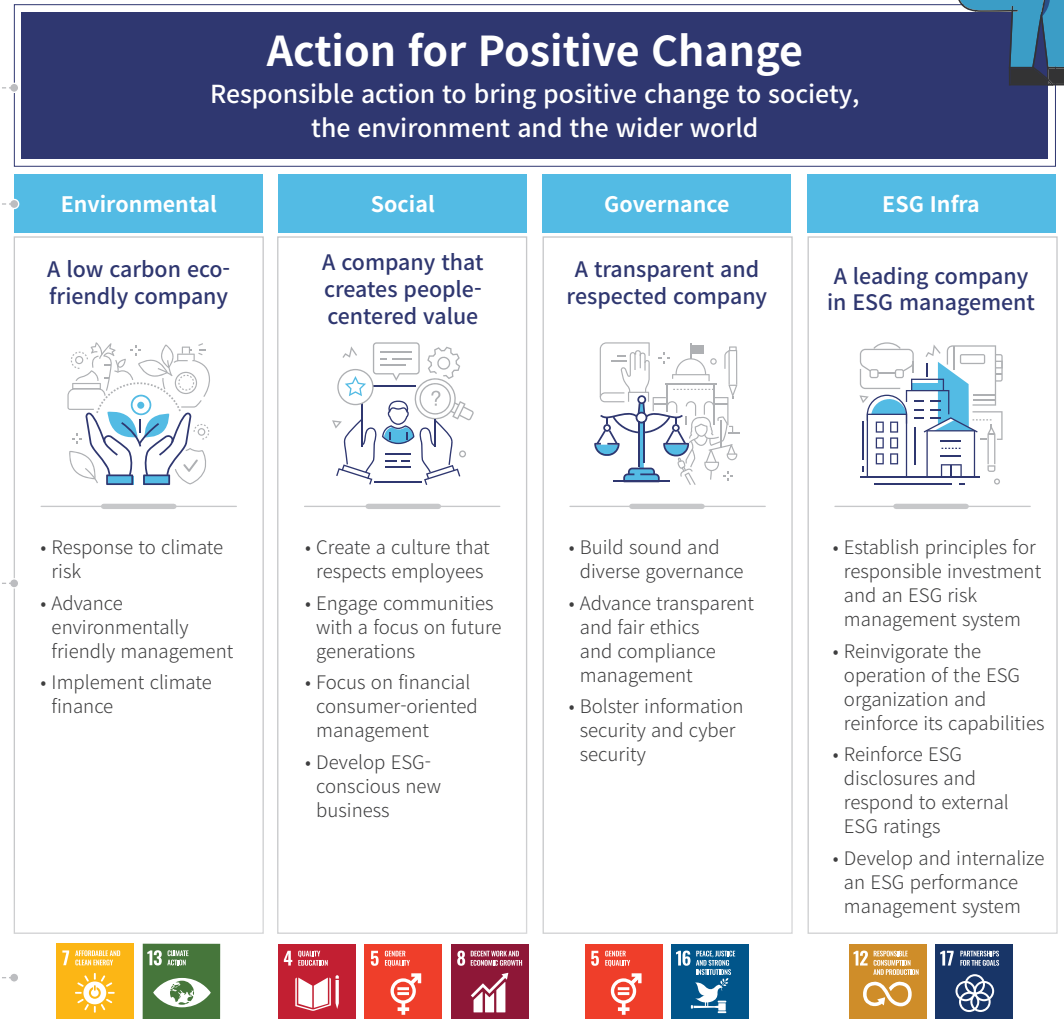 Action for Positive Change
Responsible action to bring positive change to society,
the environment and the wider world
Environmental
A low carbon eco-
friendly company
• Response to climate
risk
• Advance
environmentally
friendly management
• Implement climate
finance
Social
A company that
creates people-
centered value
?
• Create a culture that
respects employees
• Engage communities
with a focus on future
generations
• Focus on financial
consumer-oriented
management
• Develop ESG-
conscious new
business
Governance
A transparent and
respected company
• Build sound and
diverse governance
• Advance transparent
and fair ethics
and compliance
management
• Bolster information
security and cyber
security
ESG Infra
A leading company
in ESG management
• Establish principles for
responsible investment
and an ESG risk
management system
• Reinvigorate the
operation of the ESG
organization and
reinforce its capabilities
• Reinforce ESG
disclosures and
respond to external
ESG ratings
• Develop and internalize
an ESG performance
management system
7 AFFORDABLE AND
CLEAN ENERGY
13 CLIMATE
ACTION
4 QUALITY
EDUCATION
5 GENDER
EQUALITY
8 DECENT WORK AND
ECONOMIC GROWTH
5 GENDER
EQUALITY
16 PEACE, JUSTICE
AND STRONG
INSTITUTIONS
12 RESPONSIBLE
CONSUMPTION
AND PRODUCTION
17 PARTNERSHIPS
FOR THE GOALS